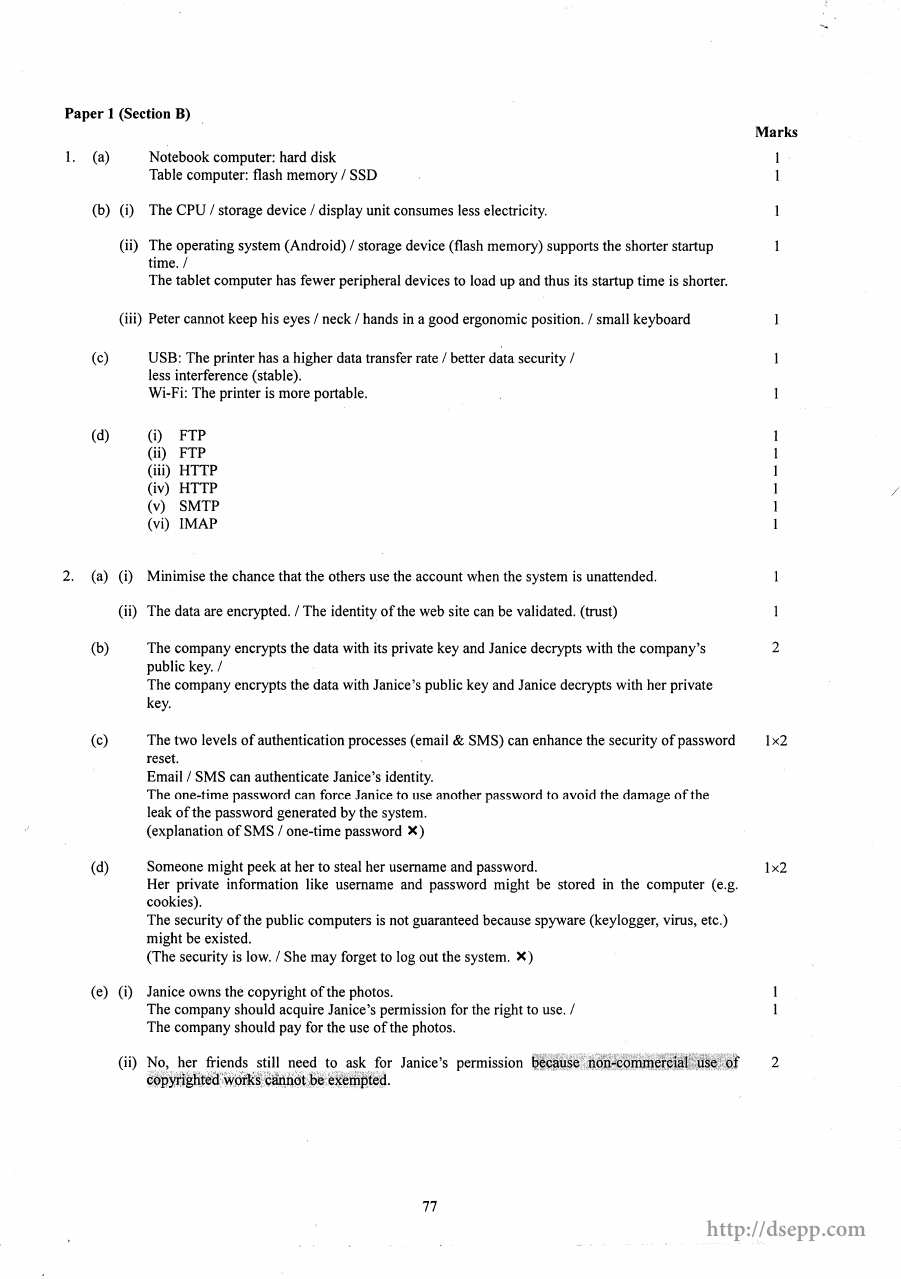 Paper 1 (Section B)
Marks
1. (a) Notebook computer: hard disk 1
Table computer: flash memory / SSD 1
(b) (i) The CPU / storage device / display unit consumes less electricity. 1
(ii) The operating system (Android) / storage device (flash memory) supports the shorter startup 1
time. /
The tablet computer has fewer peripheral devices to load up and thus its startup time is shorter.
(iii) Peter cannot keep his eyes / neck / hands in a good ergonomic position. / small keyboard 1
(c) USB: The printer has a higher data transfer rate / better data security / 1
less interference (stable).
Wi-Fi: The printer is more portable. 1
(d) (i) FTP 1
(ii) FTP 1
(iii) HTTP 1
(iv) HTTP 1
(v) SMTP 1
(vi) IMAP 1
2. (a) (i) Minimise the chance that the others use the account when the system is unattended. 1
(ii) The data are encrypted. / The identity of the web site can be validated. (trust) 1
(b) The company encrypts the data with its private key and Janice decrypts with the company's 2
public key. /
The company encrypts the data with Janice's public key and Janice decrypts with her private
key.
(c) The two levels of authentication processes (email & SMS) can enhance the security of password 1×2
reset.
Email / SMS can authenticate Janice's identity.
The one-time password can force Janice to use another password to avoid the damage of the
leak of the password generated by the system.
(explanation of SMS / one-time password ✕)
(d) Someone might peek at her to steal her username and password. 1×2
Her private information like username and password might be stored in the computer (e.g.
cookies).
The security of the public computers is not guaranteed because spyware (keylogger, virus, etc.)
might be existed.
(The security is low. / She may forget to log out the system. ✕)
(e) (i) Janice owns the copyright of the photos. 1
The company should acquire Janice's permission for the right to use. / 1
The company should pay for the use of the photos.
(ii) No, her friends still need to ask for Janice's permission because non-commercial use of 2
copyrighted works cannot be exempted.
77
http://dsepp.com